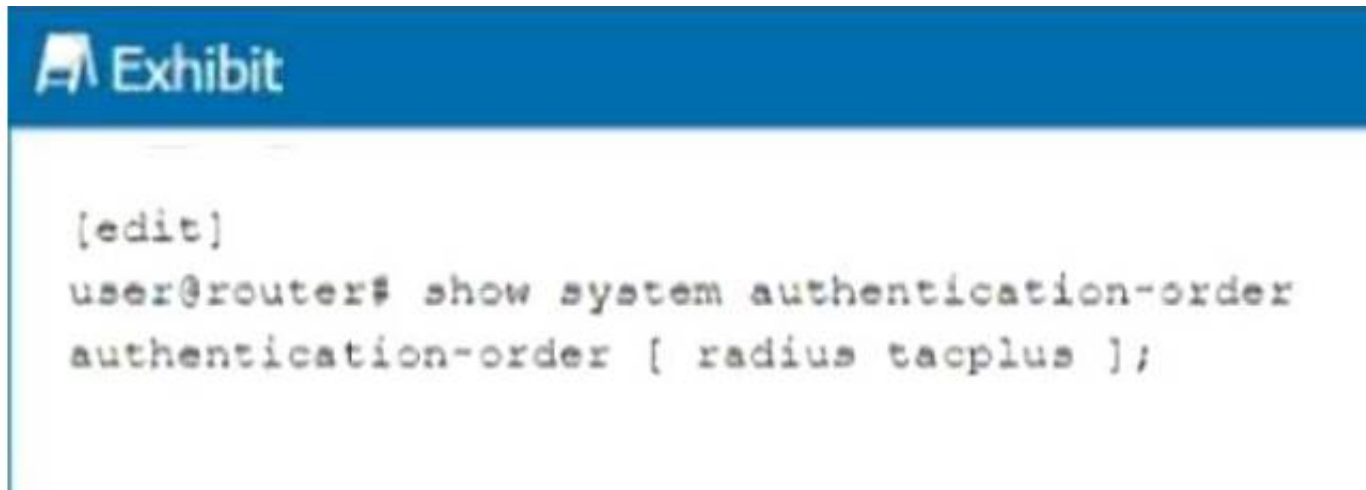 Exhibit
[edit]
user@router# show system authentication-order
authentication-order [ radius tacplus ];